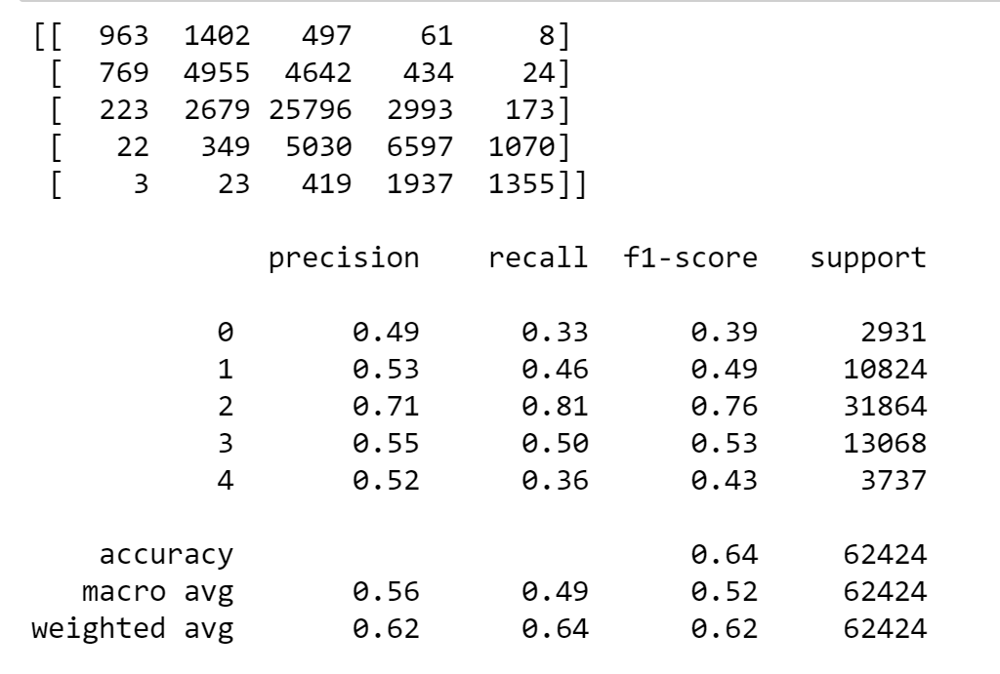 [[ 963 1402 497 61 8]
[ 769 4955 4642 434 24]
[ 223 2679 25796 2993 173]
[ 22 349 5030 6597 1070]
[ 3 23 419 1937 1355]]
precision recall f1-score support
0 0.49 0.33 0.39 2931
1 0.53 0.46 0.49 10824
2 0.71 0.81 0.76 31864
3 0.55 0.50 0.53 13068
4 0.52 0.36 0.43 3737
accuracy 0.64 62424
macro avg 0.56 0.49 0.52 62424
weighted avg 0.62 0.64 0.62 62424